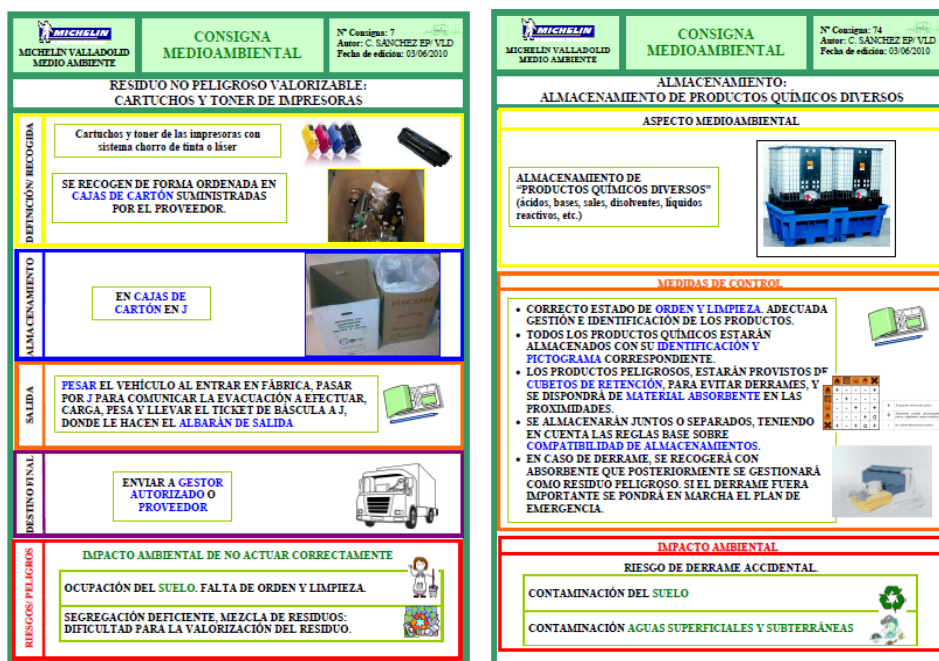 MICHELIN
MICHELÍN VALLADOLID
MEDIO AMBIENTE
CONSIGNA
MEDIOAMBIENTAL
Nº Consigna: 7
Autor: C. SÁNCHEZ EP/ VLD
Fecha de edición: 03/06/2010
RESIDUO NO PELIGROSO VALORIZABLE:
CARTUCHOS Y TONER DE IMPRESORAS
DEFINICIÓN/ RECOGIDA
Cartuchos y toner de las impresoras con
sistema chorro de tinta o láser
SE RECOGEN DE FORMA ORDENADA EN
CAJAS DE CARTÓN SUMINISTRADAS
POR EL PROVEEDOR.
ALMACENAMIENTO
EN CAJAS DE
CARTÓN EN J
RICOH
SALIDA
PESAR EL VEHÍCULO AL ENTRAR EN FÁBRICA, PASAR
POR J PARA COMUNICAR LA EVACUACIÓN A EFECTUAR,
CARGA, PESA Y LLEVAR EL TICKET DE BÁSCULA A J,
DONDE LE HACEN EL ALBARÁN DE SALIDA
DESTINO FINAL
ENVIAR A GESTOR
AUTORIZADO O
PROVEEDOR
RIESGOS/ PELIGROS
IMPACTO AMBIENTAL DE NO ACTUAR CORRECTAMENTE
OCUPACIÓN DEL SUELO. FALTA DE ORDEN Y LIMPIEZA.
SEGREGACIÓN DEFICIENTE, MEZCLA DE RESIDUOS:
DIFICULTAD PARA LA VALORIZACIÓN DEL RESIDUO.
MICHELIN
MICHELÍN VALLADOLID
MEDIO AMBIENTE
CONSIGNA
MEDIOAMBIENTAL
Nº Consigna: 74
Autor: C. SÁNCHEZ EP/ VLD
Fecha de edición: 03/06/2010
ALMACENAMIENTO:
ALMACENAMIENTO DE PRODUCTOS QUÍMICOS DIVERSOS
ASPECTO MEDIOAMBIENTAL
ALMACENAMIENTO DE
“PRODUCTOS QUÍMICOS DIVERSOS”
(ácidos, bases, sales, disolventes, líquidos
reactivos, etc.)
MEDIDAS DE CONTROL
• CORRECTO ESTADO DE ORDEN Y LIMPIEZA. ADECUADA
GESTIÓN E IDENTIFICACIÓN DE LOS PRODUCTOS.
• TODOS LOS PRODUCTOS QUÍMICOS ESTARÁN
ALMACENADOS CON SU IDENTIFICACIÓN Y
PICTOGRAMA CORRESPONDIENTE.
• LOS PRODUCTOS PELIGROSOS, ESTARÁN PROVISTOS DE
CUBETOS DE RETENCIÓN, PARA EVITAR DERRAMES, Y
SE DISPONDRÁ DE MATERIAL ABSORBENTE EN LAS
PROXIMIDADES.
• SE ALMACENARÁN JUNTOS O SEPARADOS, TENIENDO
EN CUENTA LAS REGLAS BASE SOBRE
COMPATIBILIDAD DE ALMACENAMIENTOS.
• EN CASO DE DERRAME, SE RECOGERÁ CON
ABSORBENTE QUE POSTERIORMENTE SE GESTIONARÁ
COMO RESIDUO PELIGROSO. SI EL DERRAME FUERA
IMPORTANTE SE PONDRÁ EN MARCHA EL PLAN DE
EMERGENCIA.
IMPACTO AMBIENTAL
RIESGO DE DERRAME ACCIDENTAL.
CONTAMINACIÓN DEL SUELO
CONTAMINACIÓN AGUAS SUPERFICIALES Y SUBTERRÁNEAS